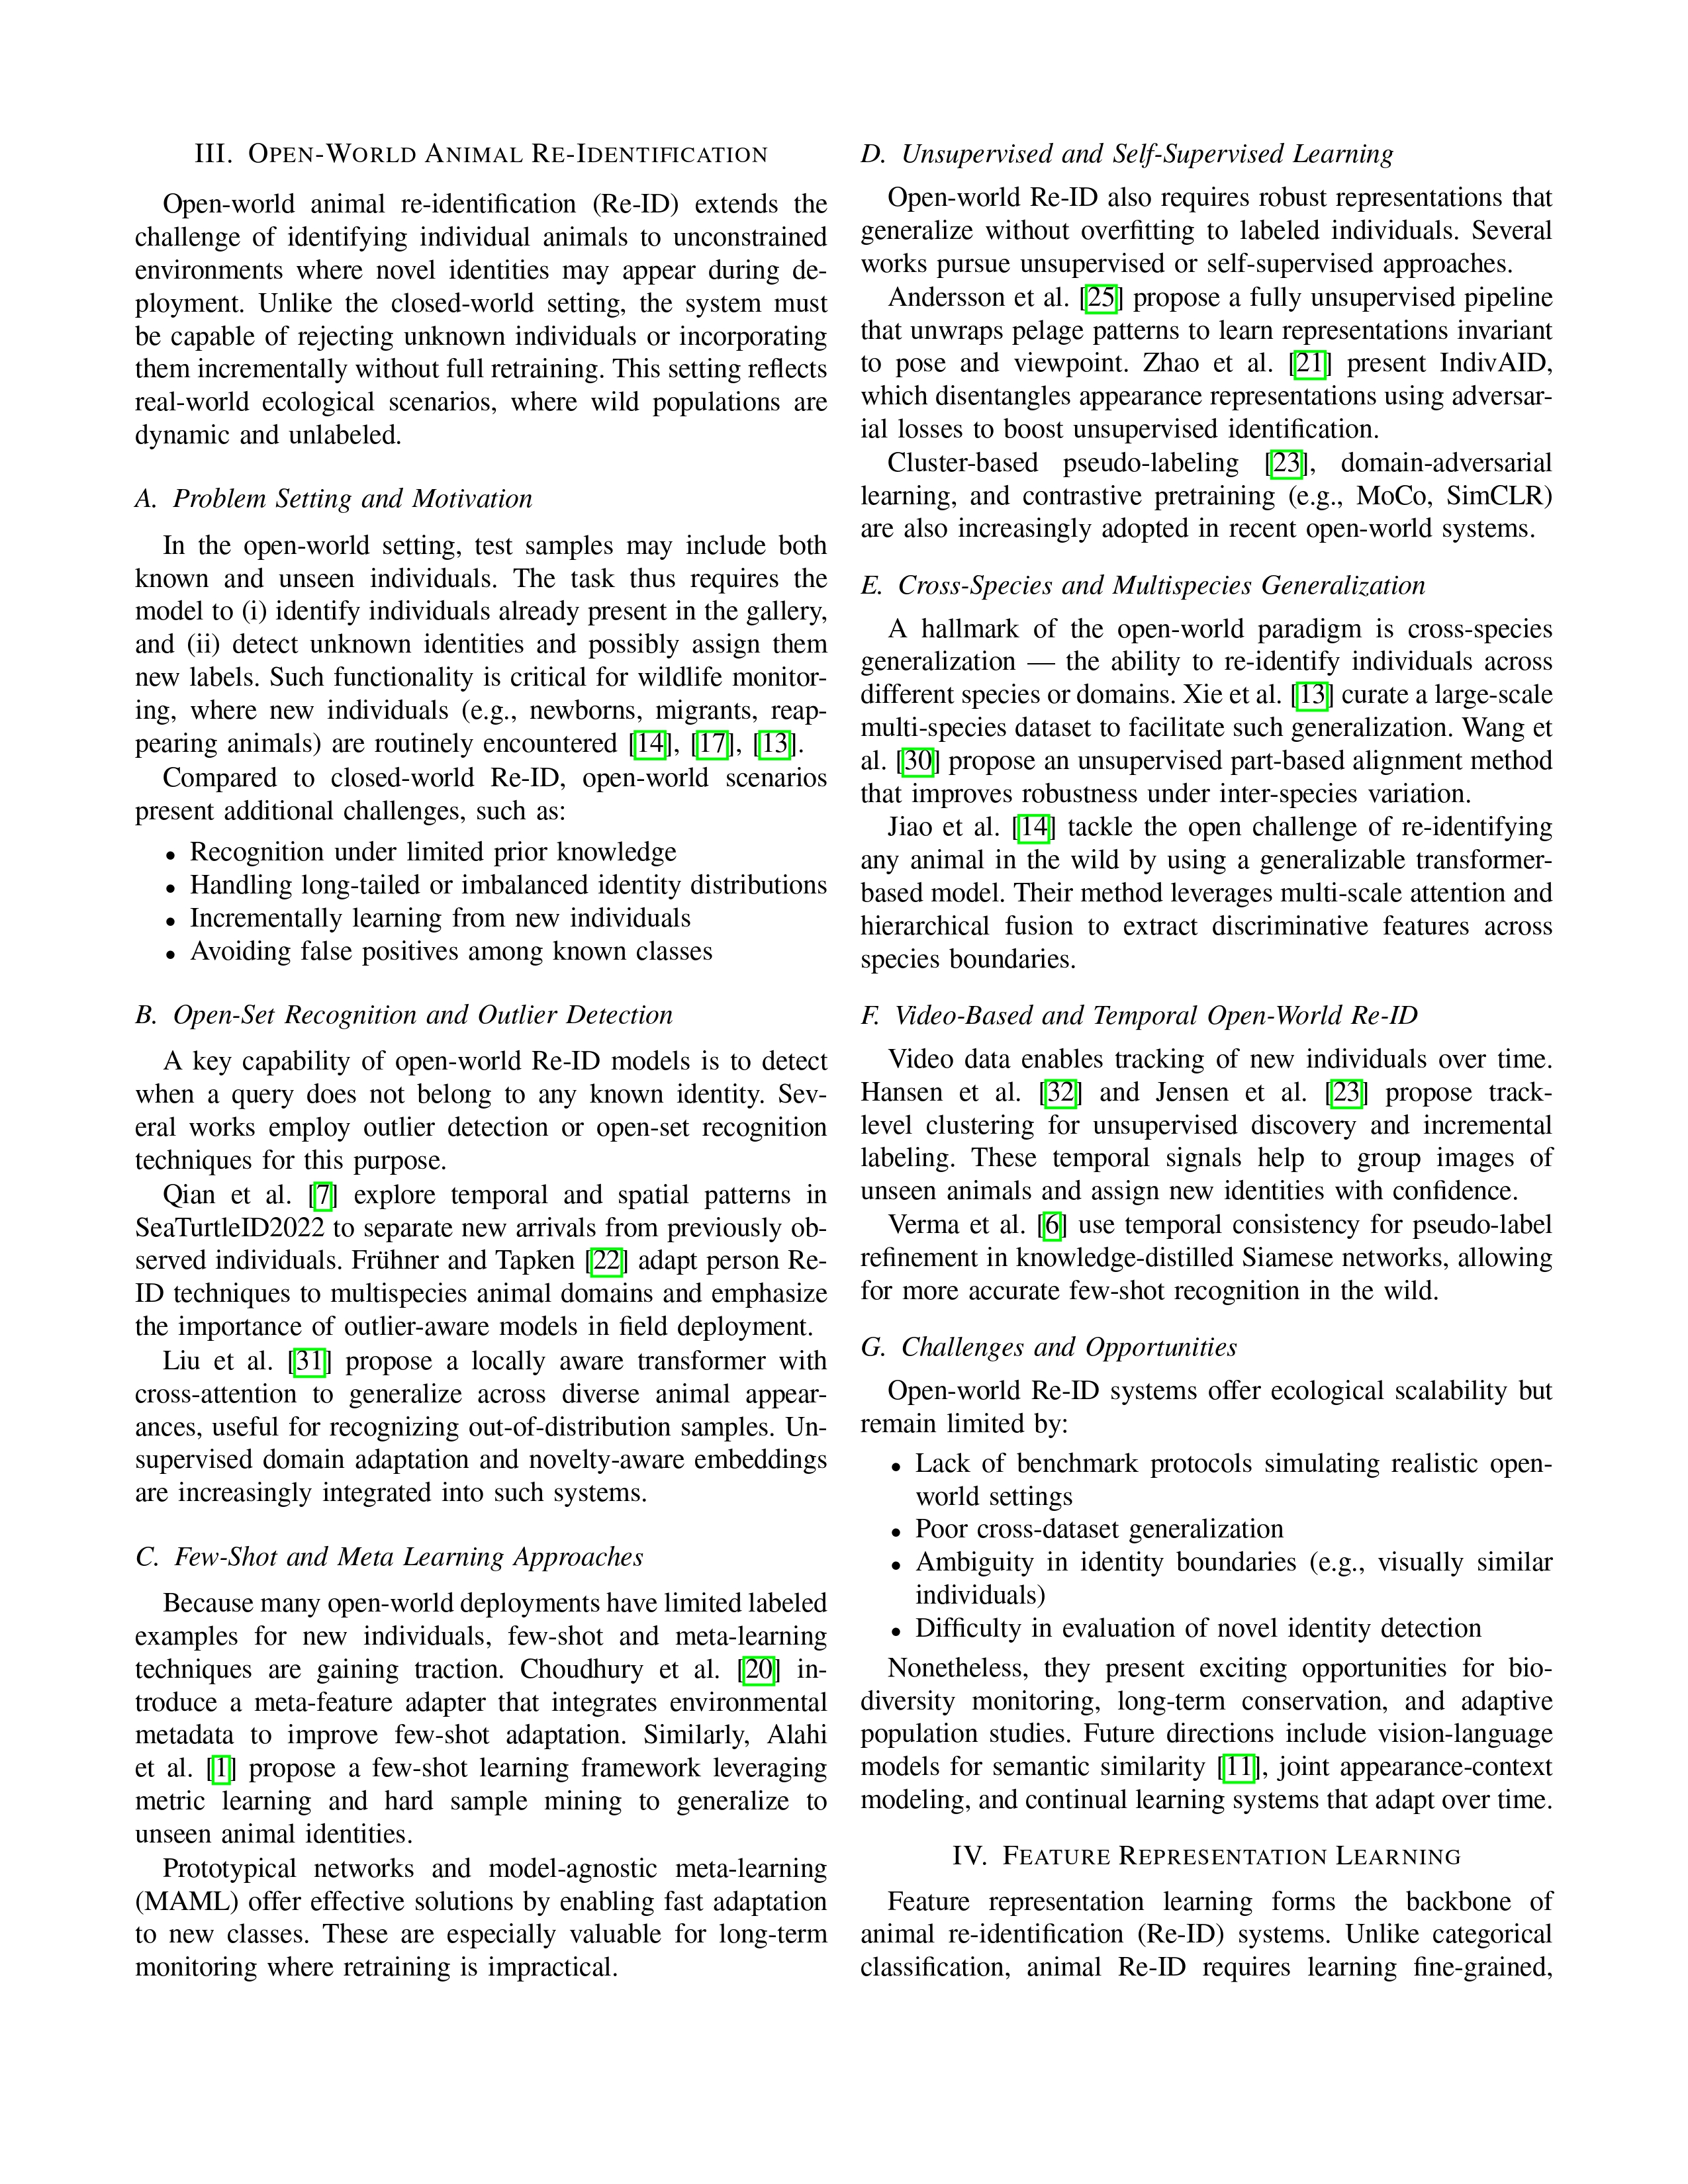 III. OPEN-WORLD ANIMAL RE-IDENTIFICATION
Open-world animal re-identification (Re-ID) extends the
challenge of identifying individual animals to unconstrained
environments where novel identities may appear during de-
ployment. Unlike the closed-world setting, the system must
be capable of rejecting unknown individuals or incorporating
them incrementally without full retraining. This setting reflects
real-world ecological scenarios, where wild populations are
dynamic and unlabeled.
A. Problem Setting and Motivation
In the open-world setting, test samples may include both
known and unseen individuals. The task thus requires the
model to (i) identify individuals already present in the gallery,
and (ii) detect unknown identities and possibly assign them
new labels. Such functionality is critical for wildlife monitor-
ing, where new individuals (e.g., newborns, migrants, reap-
pearing animals) are routinely encountered [14], [17], [13].
Compared to closed-world Re-ID, open-world scenarios
present additional challenges, such as:
• Recognition under limited prior knowledge
• Handling long-tailed or imbalanced identity distributions
• Incrementally learning from new individuals
• Avoiding false positives among known classes
B. Open-Set Recognition and Outlier Detection
A key capability of open-world Re-ID models is to detect
when a query does not belong to any known identity. Sev-
eral works employ outlier detection or open-set recognition
techniques for this purpose.
Qian et al. [7] explore temporal and spatial patterns in
SeaTurtleID2022 to separate new arrivals from previously ob-
served individuals. Frühner and Tapken [22] adapt person Re-
ID techniques to multispecies animal domains and emphasize
the importance of outlier-aware models in field deployment.
Liu et al. [31] propose a locally aware transformer with
cross-attention to generalize across diverse animal appear-
ances, useful for recognizing out-of-distribution samples. Un-
supervised domain adaptation and novelty-aware embeddings
are increasingly integrated into such systems.
C. Few-Shot and Meta Learning Approaches
Because many open-world deployments have limited labeled
examples for new individuals, few-shot and meta-learning
techniques are gaining traction. Choudhury et al. [20] in-
troduce a meta-feature adapter that integrates environmental
metadata to improve few-shot adaptation. Similarly, Alahi
et al. [1] propose a few-shot learning framework leveraging
metric learning and hard sample mining to generalize to
unseen animal identities.
Prototypical networks and model-agnostic meta-learning
(MAML) offer effective solutions by enabling fast adaptation
to new classes. These are especially valuable for long-term
monitoring where retraining is impractical.
D. Unsupervised and Self-Supervised Learning
Open-world Re-ID also requires robust representations that
generalize without overfitting to labeled individuals. Several
works pursue unsupervised or self-supervised approaches.
Andersson et al. [25] propose a fully unsupervised pipeline
that unwraps pelage patterns to learn representations invariant
to pose and viewpoint. Zhao et al. [21] present IndivAID,
which disentangles appearance representations using adversar-
ial losses to boost unsupervised identification.
Cluster-based pseudo-labeling [23], domain-adversarial
learning, and contrastive pretraining (e.g., MoCo, SimCLR)
are also increasingly adopted in recent open-world systems.
E. Cross-Species and Multispecies Generalization
A hallmark of the open-world paradigm is cross-species
generalization — the ability to re-identify individuals across
different species or domains. Xie et al. [13] curate a large-scale
multi-species dataset to facilitate such generalization. Wang et
al. [30] propose an unsupervised part-based alignment method
that improves robustness under inter-species variation.
Jiao et al. [14] tackle the open challenge of re-identifying
any animal in the wild by using a generalizable transformer-
based model. Their method leverages multi-scale attention and
hierarchical fusion to extract discriminative features across
species boundaries.
F. Video-Based and Temporal Open-World Re-ID
Video data enables tracking of new individuals over time.
Hansen et al. [32] and Jensen et al. [23] propose track-
level clustering for unsupervised discovery and incremental
labeling. These temporal signals help to group images of
unseen animals and assign new identities with confidence.
Verma et al. [6] use temporal consistency for pseudo-label
refinement in knowledge-distilled Siamese networks, allowing
for more accurate few-shot recognition in the wild.
G. Challenges and Opportunities
Open-world Re-ID systems offer ecological scalability but
remain limited by:
• Lack of benchmark protocols simulating realistic open-
world settings
• Poor cross-dataset generalization
• Ambiguity in identity boundaries (e.g., visually similar
individuals)
• Difficulty in evaluation of novel identity detection
Nonetheless, they present exciting opportunities for bio-
diversity monitoring, long-term conservation, and adaptive
population studies. Future directions include vision-language
models for semantic similarity [11], joint appearance-context
modeling, and continual learning systems that adapt over time.
IV. FEATURE REPRESENTATION LEARNING
Feature representation learning forms the backbone of
animal re-identification (Re-ID) systems. Unlike categorical
classification, animal Re-ID requires learning fine-grained,